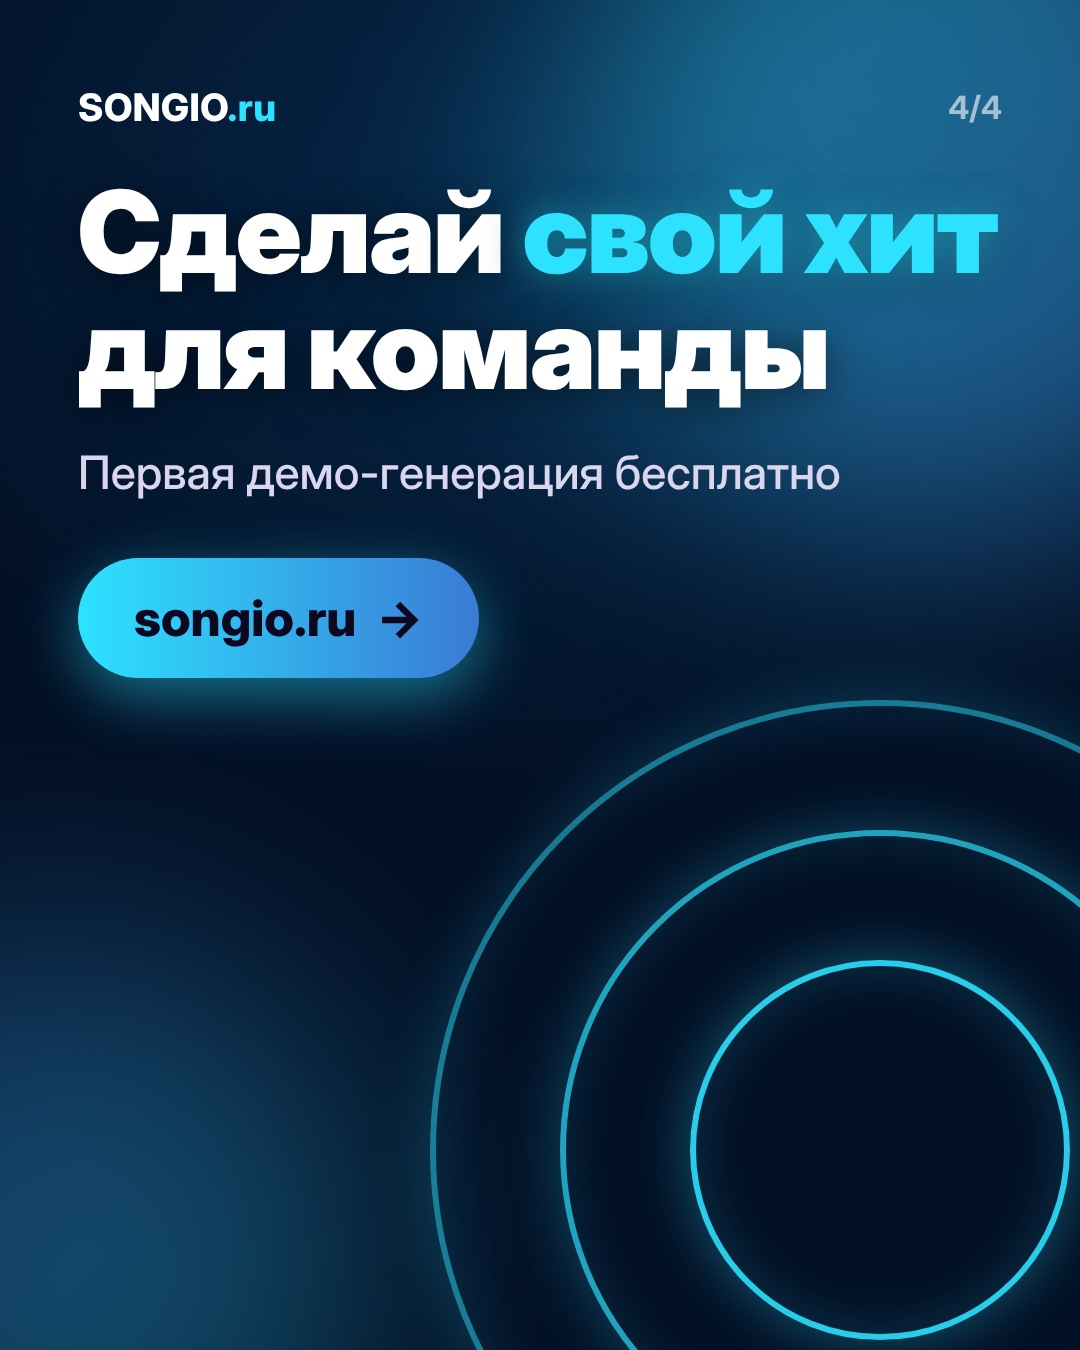 SONGIO.ru
4/4
Сделай свой хит
для команды
Первая демо-генерация бесплатно
songio.ru →